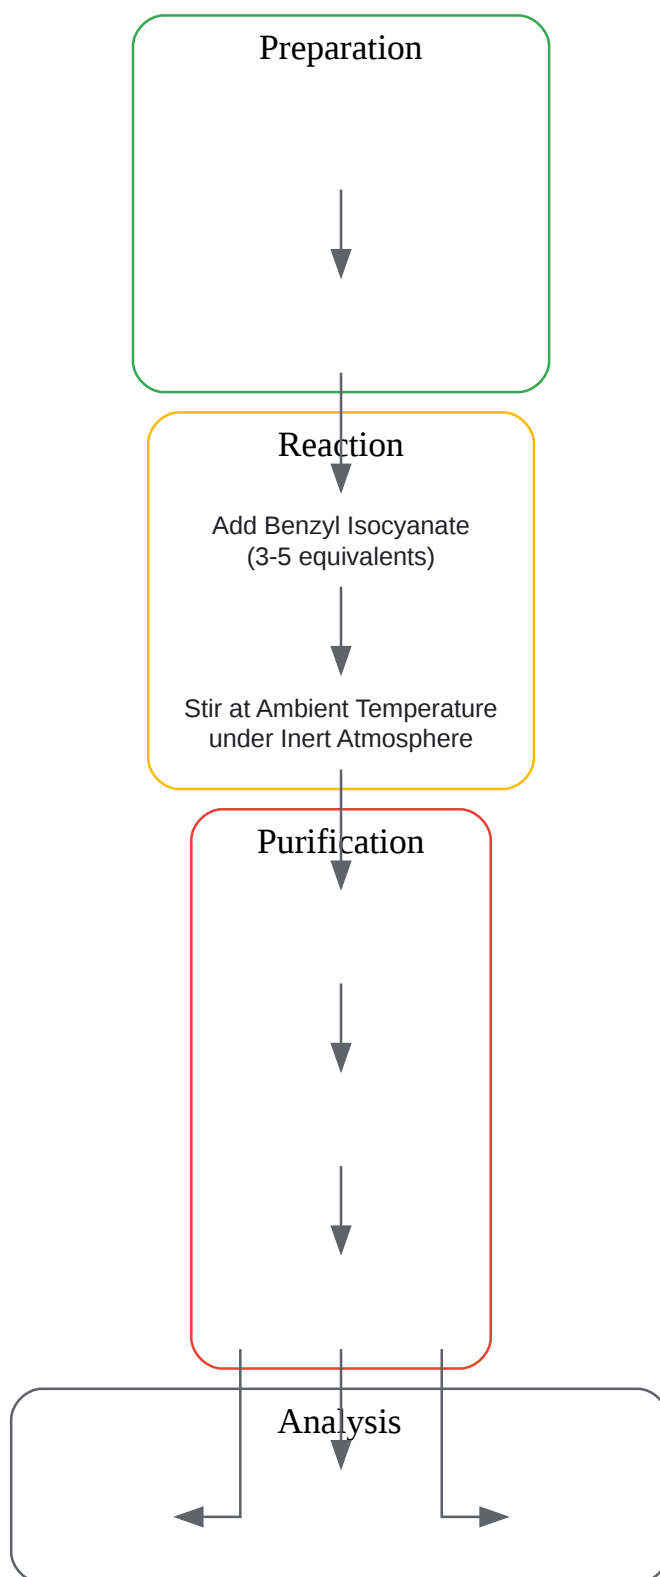 Preparation
Reaction
Add Benzyl Isocyanate
(3-5 equivalents)
Stir at Ambient Temperature
under Inert Atmosphere
Purification
Analysis